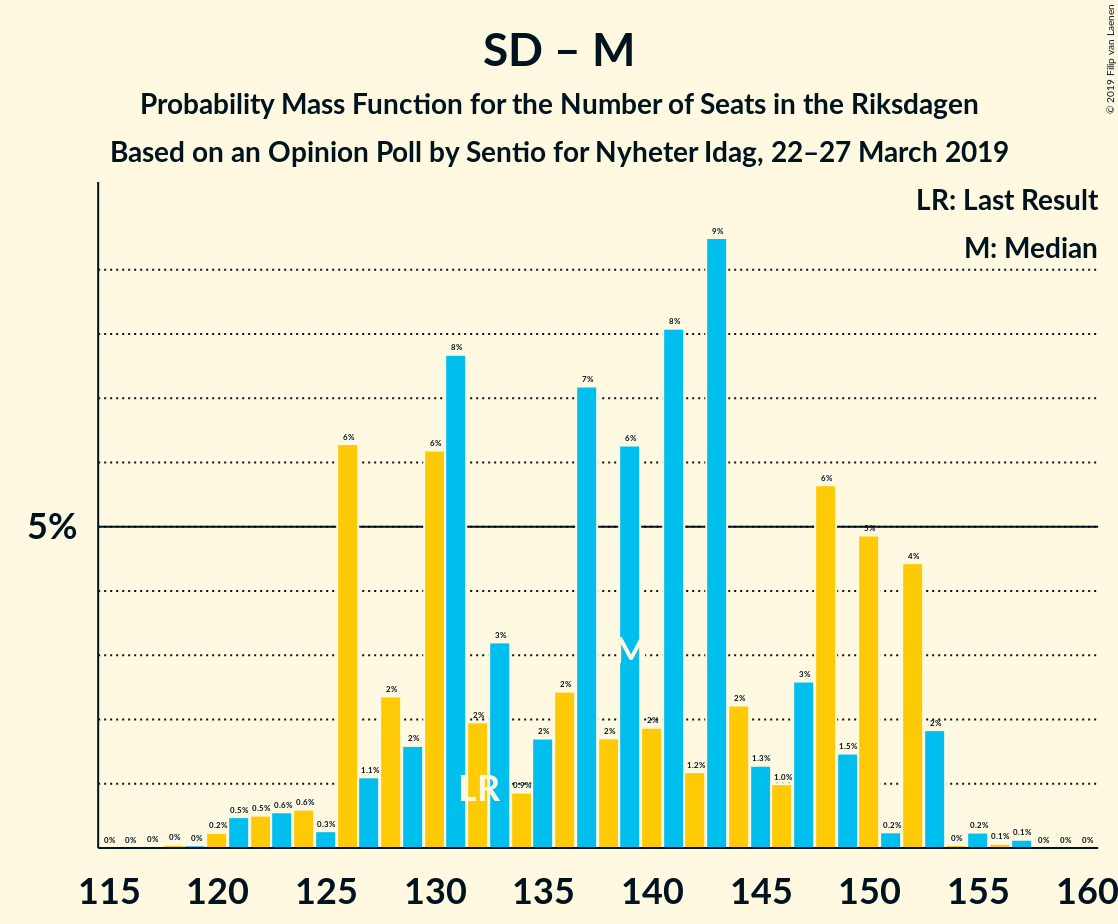 SD – M
Probability Mass Function for the Number of Seats in the Riksdagen
Based on an Opinion Poll by Sentio for Nyheter Idag, 22–27 March 2019
© 2019 Filip van Laenen
LR: Last Result
M: Median
5%
0% 0% 0% 0% 0% 0.2% 0.5% 0.5% 0.6% 0.6% 0.3% 6% 1.1% 2% 2% 6% 8% 2% 3% 0.9% 2% 2% 7% 2% 6% 2% 8% 1.2% 9% 2% 1.3% 1.0% 3% 6% 1.5% 5% 0.2% 4% 2% 0% 0.2% 0.1% 0.1% 0% 0% 0%
M
LR
115 120 125 130 135 140 145 150 155 160